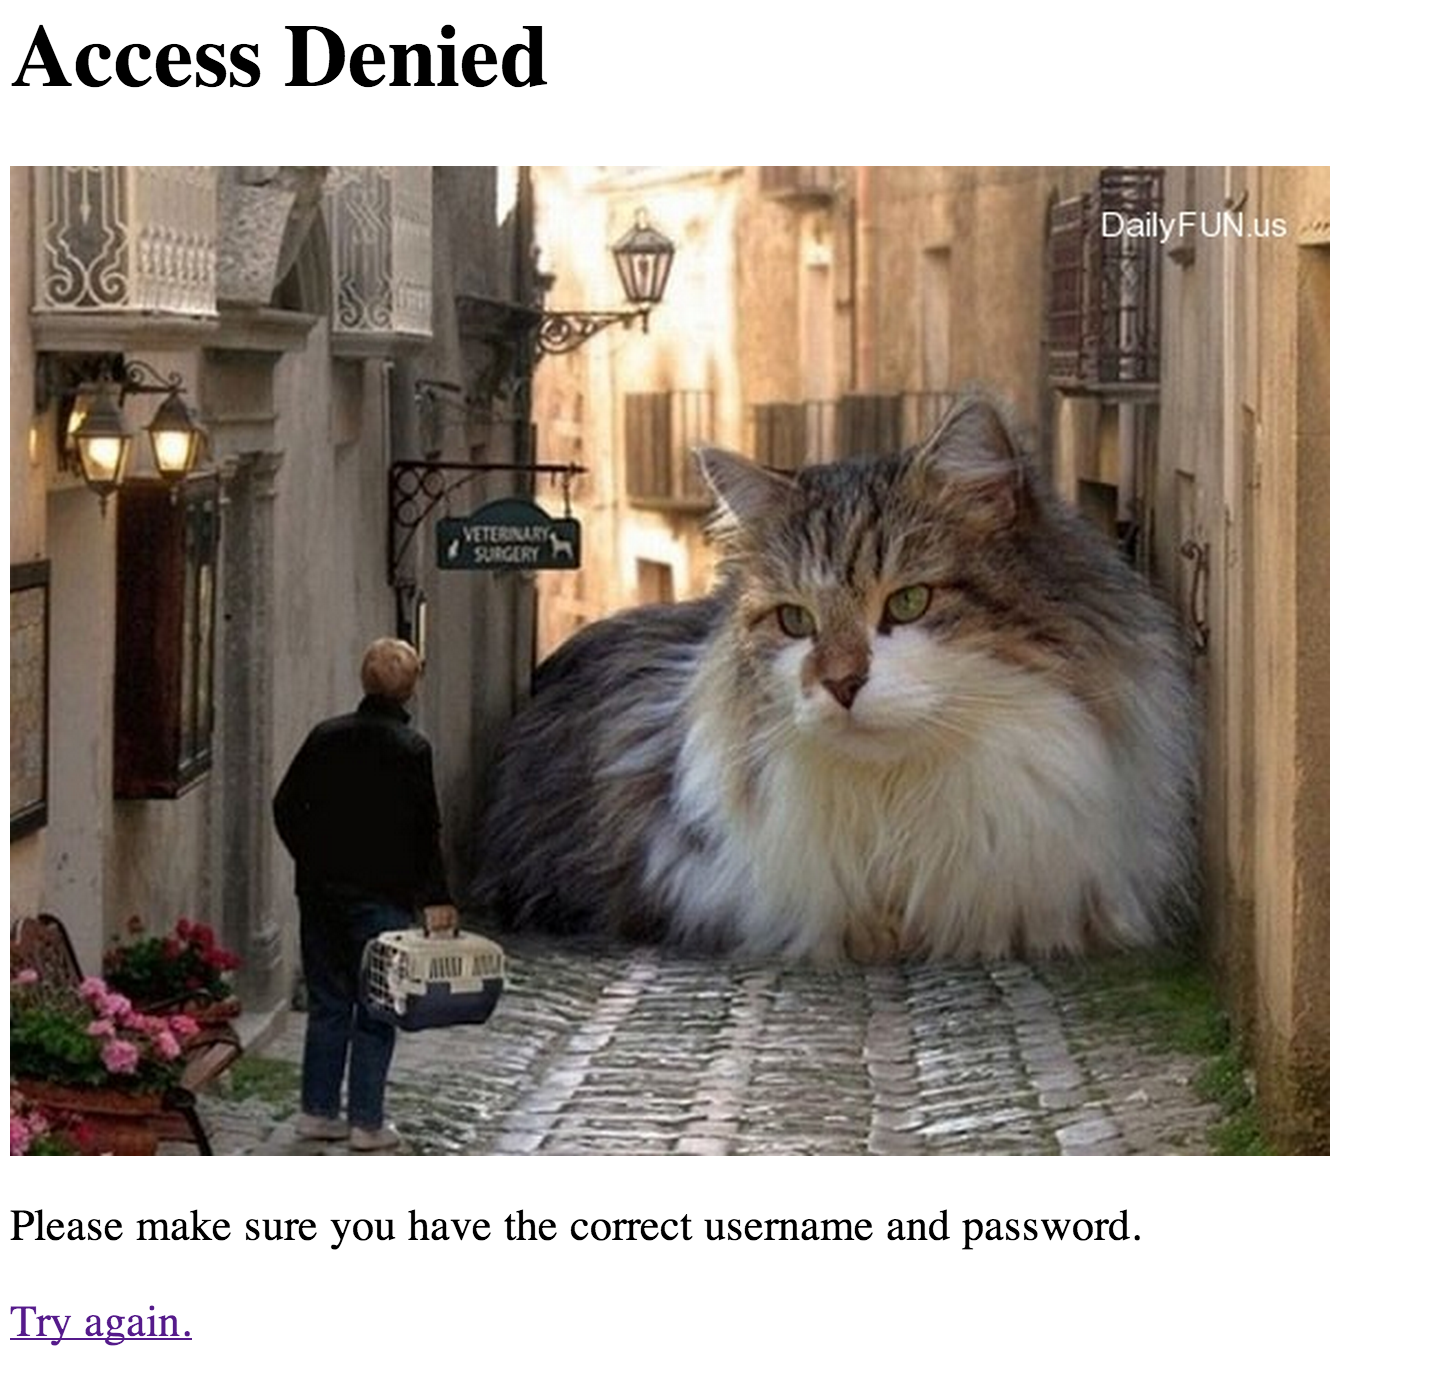 Access Denied
DailyFUN.us
VETERINARY
SURGERY
Please make sure you have the correct username and password.
Try again.